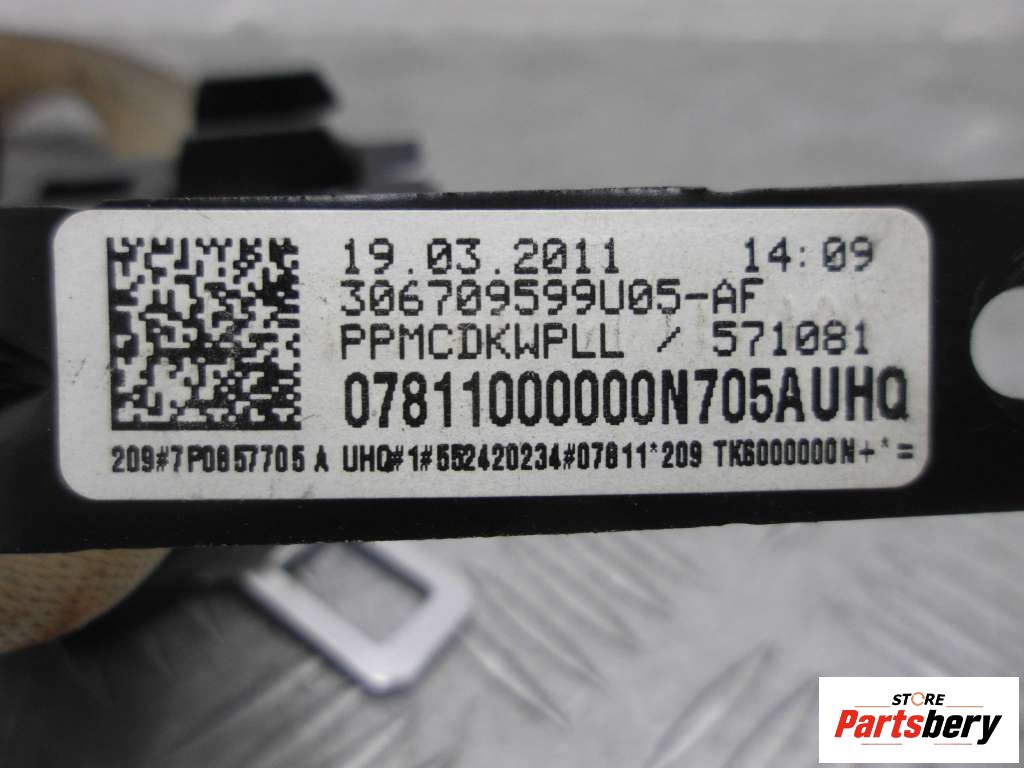 19.03.2011 14:09
306709599U05-AF
PPMCDKWPLL / 571081
07811000000N705AUHQ
209#7P0857705 A UHQ#1#552420234#07811*209 TK6000000N+*=
STORE
Partsbery